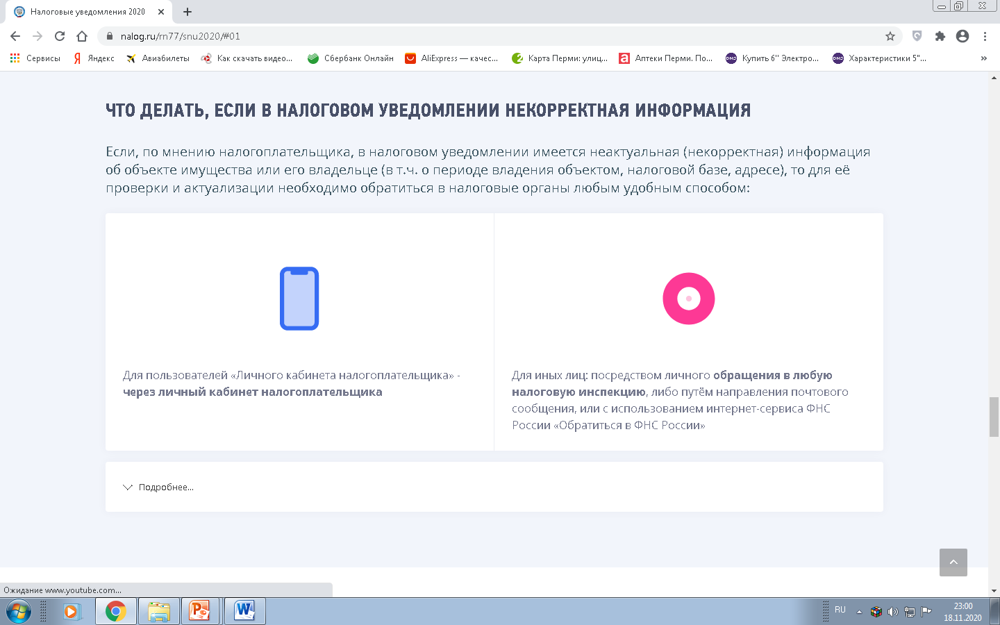 Налоговые уведомления 2020
nalog.ru/rn77/snu2020/#01
Сервисы
Яндекс
Авиабилеты
Как скачать видео...
Сбербанк Онлайн
AliExpress — качес...
Карта Перми: улиц...
Аптеки Перми. По...
Купить 6" Электро...
Характеристики 5"...
»
ЧТО ДЕЛАТЬ, ЕСЛИ В НАЛОГОВОМ УВЕДОМЛЕНИИ НЕКОРРЕКТНАЯ ИНФОРМАЦИЯ
Если, по мнению налогоплательщика, в налоговом уведомлении имеется неактуальная (некорректная) информация
об объекте имущества или его владельце (в т.ч. о периоде владения объектом, налоговой базе, адресе), то для её
проверки и актуализации необходимо обратиться в налоговые органы любым удобным способом:
Для пользователей «Личного кабинета налогоплательщика» -
через личный кабинет налогоплательщика
Для иных лиц: посредством личного обращения в любую
налоговую инспекцию, либо путём направления почтового
сообщения, или с использованием интернет-сервиса ФНС
России «Обратиться в ФНС России»
Подробнее...
Ожидание www.youtube.com...
RU
23:00
18.11.2020